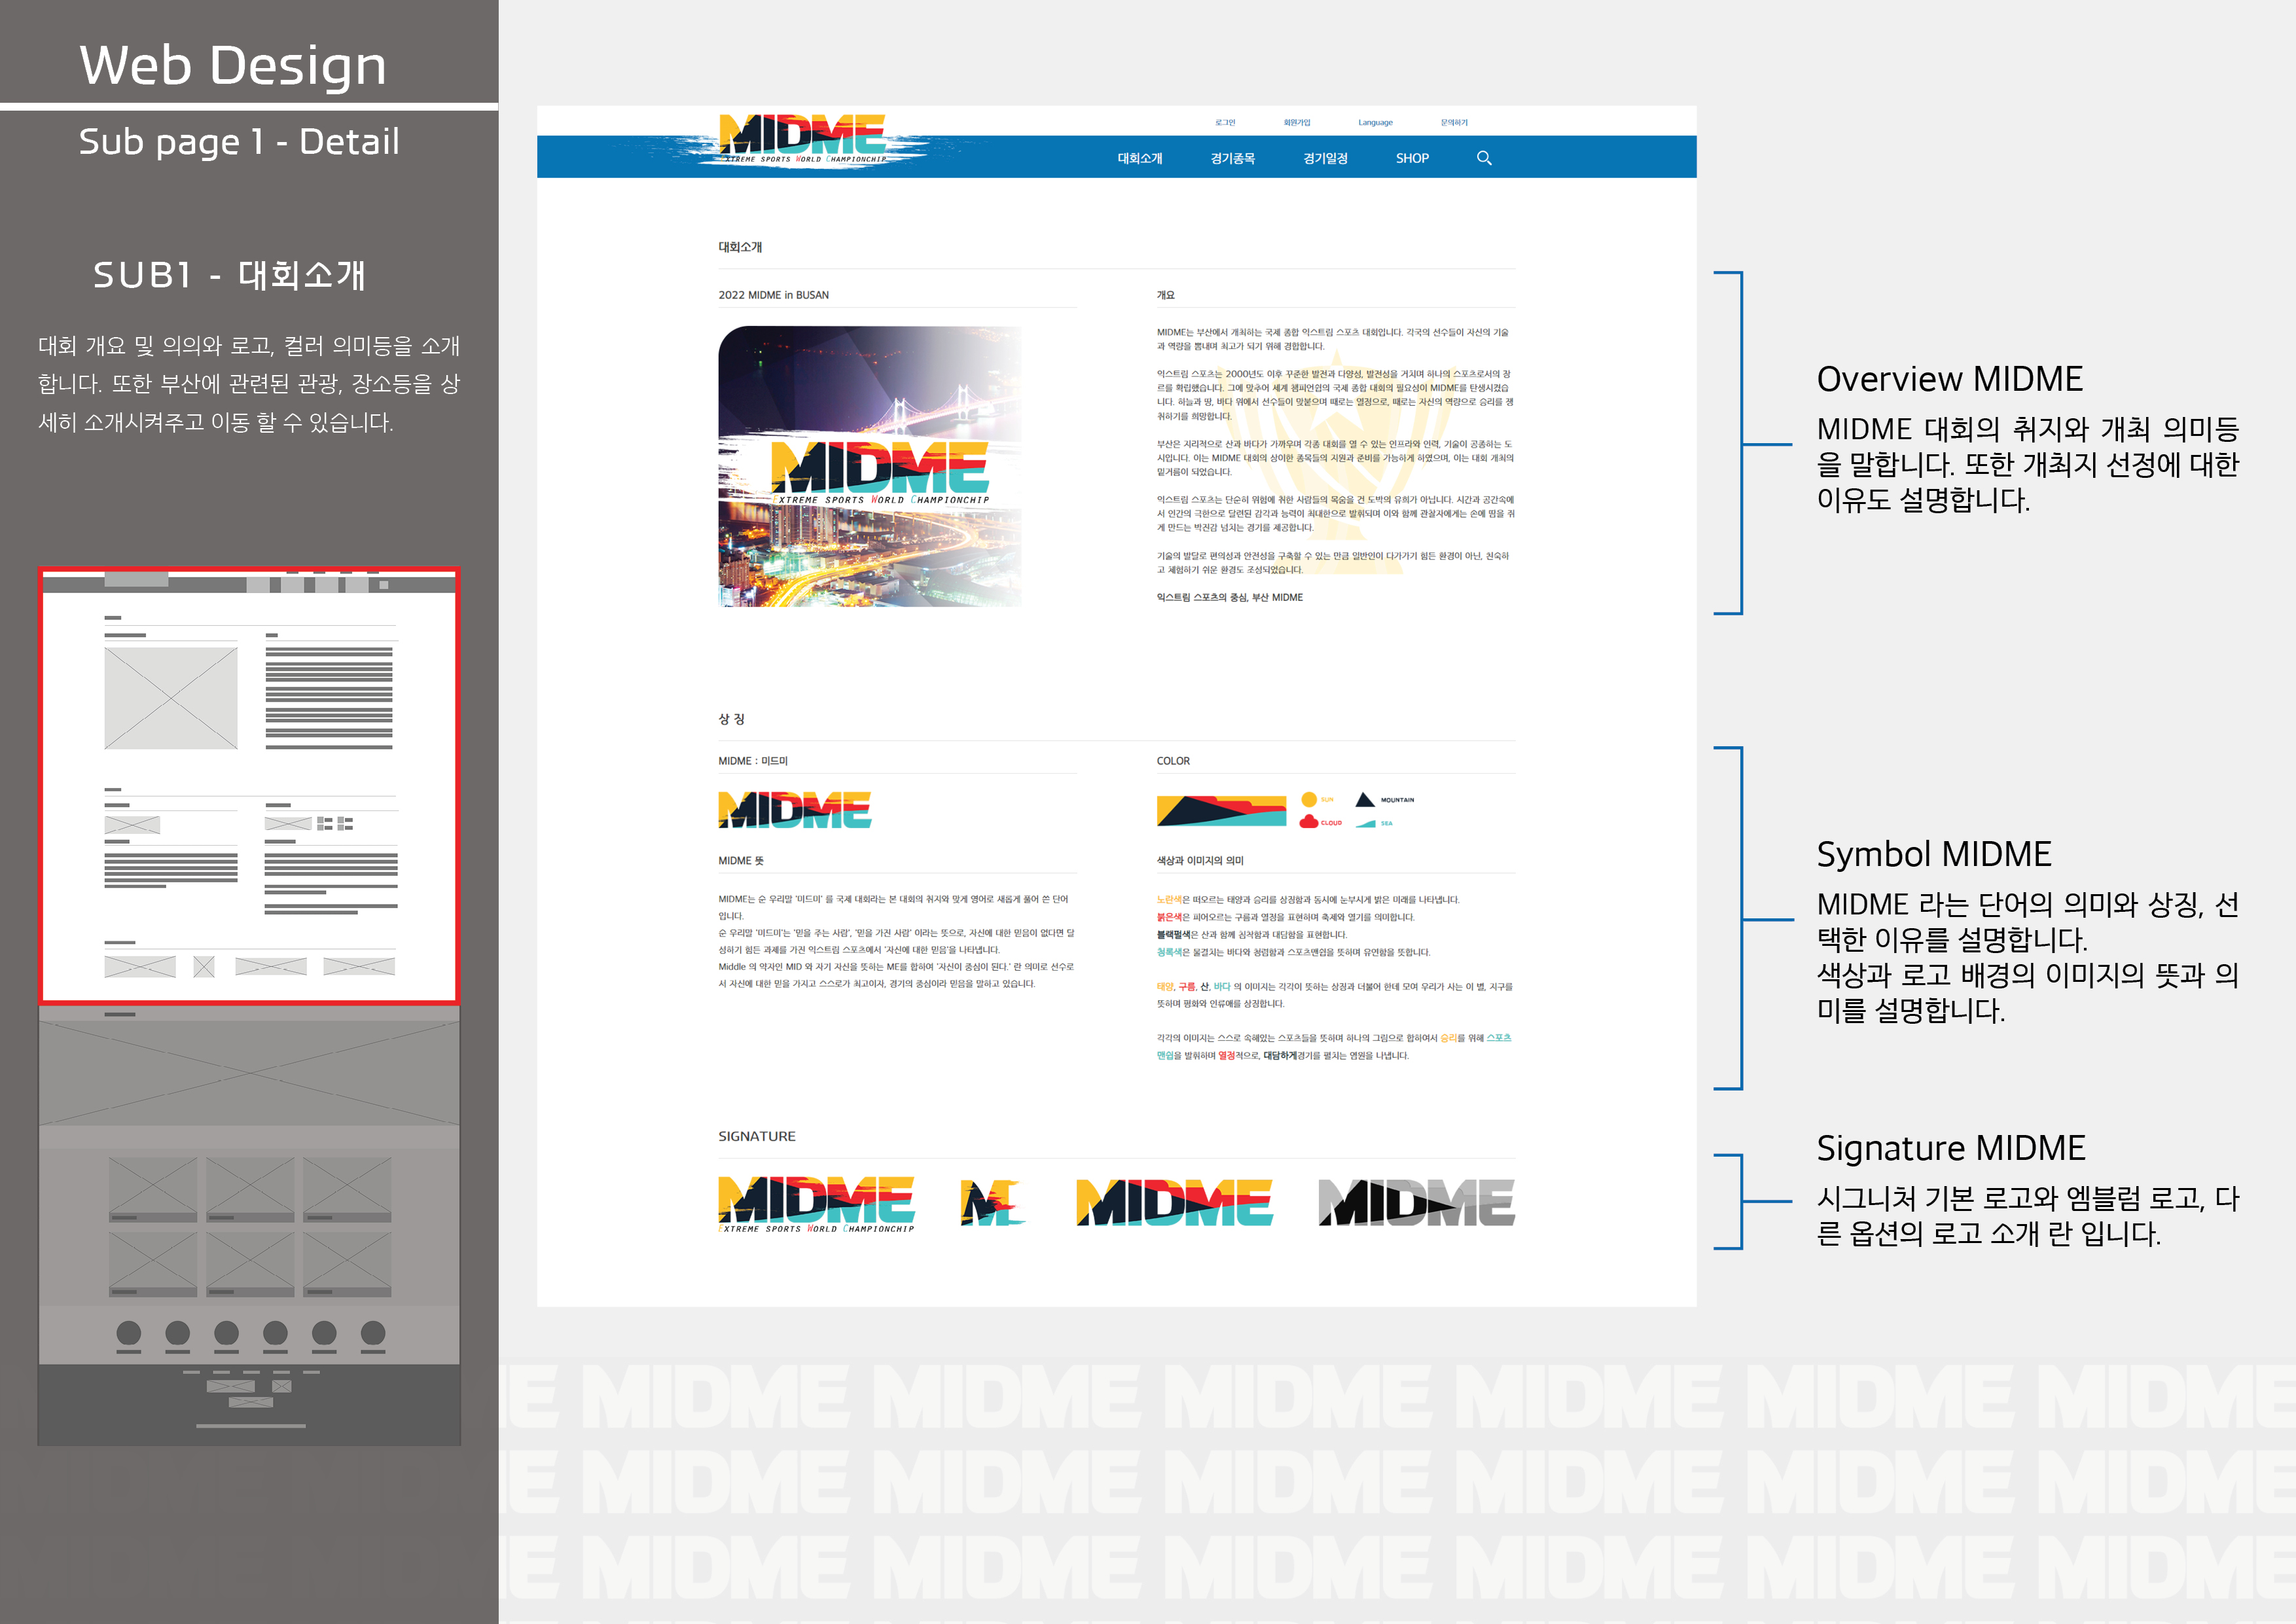 Web Design
Sub page 1 - Detail
SUB1 - 대회소개
대회 개요 및 의의와 로고, 컬러 의미등을 소개
합니다. 또한 부산에 관련된 관광, 장소등을 상
세히 소개시켜주고 이동 할 수 있습니다.
MIDME
EXTREME SPORTS WORLD CHAMPIONCHIP
로그인 회원가입 Language 문의하기
대회소개 경기종목 경기일정 SHOP
대회소개
2022 MIDME in BUSAN
MIDME
EXTREME SPORTS WORLD CHAMPIONCHIP
개요
MIDME는 부산에서 개최하는 국제 종합 익스트림 스포츠 대회입니다. 각국의 선수들이 자신의 기술
과 역량을 뽐내며 최고가 되기 위해 경합합니다.
익스트림 스포츠는 2000년도 이후 꾸준한 발전과 다양성, 발전성을 거치며 하나의 스포츠로서의 장
르를 확립했습니다. 그에 맞추어 세계 챔피언쉽의 국제 종합 대회의 필요성이 MIDME를 탄생시켰습
니다. 하늘과 땅, 바다 위에서 선수들이 맞붙으며 때로는 열정으로, 때로는 자신의 역량으로 승리를 쟁
취하기를 희망합니다.
부산은 지리적으로 산과 바다가 가까우며 각종 대회를 열 수 있는 인프라와 인력, 기술이 공존하는 도
시입니다. 이는 MIDME 대회의 상이한 종목들의 지원과 준비를 가능하게 하였으며, 이는 대회 개최의
밑거름이 되었습니다.
익스트림 스포츠는 단순히 위험에 취한 사람들의 목숨을 건 도박의 유희가 아닙니다. 시간과 공간속에
서 인간의 극한으로 달련된 감각과 능력이 최대한으로 발휘되며 이와 함께 관찰자에게는 손에 땀을 쥐
게 만드는 박진감 넘치는 경기를 제공합니다.
기술의 발달로 편의성과 안전성을 구축할 수 있는 만큼 일반인이 다가가기 힘든 환경이 아닌, 친숙하
고 체험하기 쉬운 환경도 조성되었습니다.
익스트림 스포츠의 중심, 부산 MIDME
상 징
MIDME : 미드미
MIDME
MIDME 뜻
MIDME는 순 우리말 '미드미' 를 국제 대회라는 본 대회의 취지와 맞게 영어로 새롭게 풀어 쓴 단어
입니다.
순 우리말 '미드미'는 '믿을 주는 사람', '믿을 가진 사람' 이라는 뜻으로, 자신에 대한 믿음이 없다면 달
성하기 힘든 과제를 가진 익스트림 스포츠에서 '자신에 대한 믿음'을 나타냅니다.
Middle 의 약자인 MID 와 자기 자신을 뜻하는 ME를 합하여 '자신이 중심이 된다.' 란 의미로 선수로
서 자신에 대한 믿을 가지고 스스로가 최고이자, 경기의 중심이라 믿음을 말하고 있습니다.
COLOR
SUN MOUNTAIN
CLOUD SEA
색상과 이미지의 의미
노란색은 떠오르는 태양과 승리를 상징함과 동시에 눈부시게 밝은 미래를 나타냅니다.
붉은색은 피어오르는 구름과 열정을 표현하며 축제와 열기를 의미합니다.
블랙펄색은 산과 함께 침착함과 대담함을 표현합니다.
청록색은 물결치는 바다와 청렴함과 스포츠맨쉽을 뜻하며 유연함을 뜻합니다.
태양, 구름, 산, 바다 의 이미지는 각각이 뜻하는 상징과 더불어 한데 모여 우리가 사는 이 별, 지구를
뜻하며 평화와 인류애를 상징합니다.
각각의 이미지는 스스로 속해있는 스포츠들을 뜻하며 하나의 그림으로 합하여서 승리를 위해 스포츠
맨쉽을 발휘하며 열정적으로, 대담하게경기를 펼치는 염원을 나냅니다.
SIGNATURE
MIDME
EXTREME SPORTS WORLD CHAMPIONCHIP
ME
MIDME
MIDME
Overview MIDME
MIDME 대회의 취지와 개최 의미등
을 말합니다. 또한 개최지 선정에 대한
이유도 설명합니다.
Symbol MIDME
MIDME 라는 단어의 의미와 상징, 선
택한 이유를 설명합니다.
색상과 로고 배경의 이미지의 뜻과 의
미를 설명합니다.
Signature MIDME
시그니처 기본 로고와 엠블럼 로고, 다
른 옵션의 로고 소개 란 입니다.
E MIDME MIDME MIDME MIDME MIDME MIDME
E MIDME MIDME MIDME MIDME MIDME MIDME
E MIDME MIDME MIDME MIDME MIDME MIDME